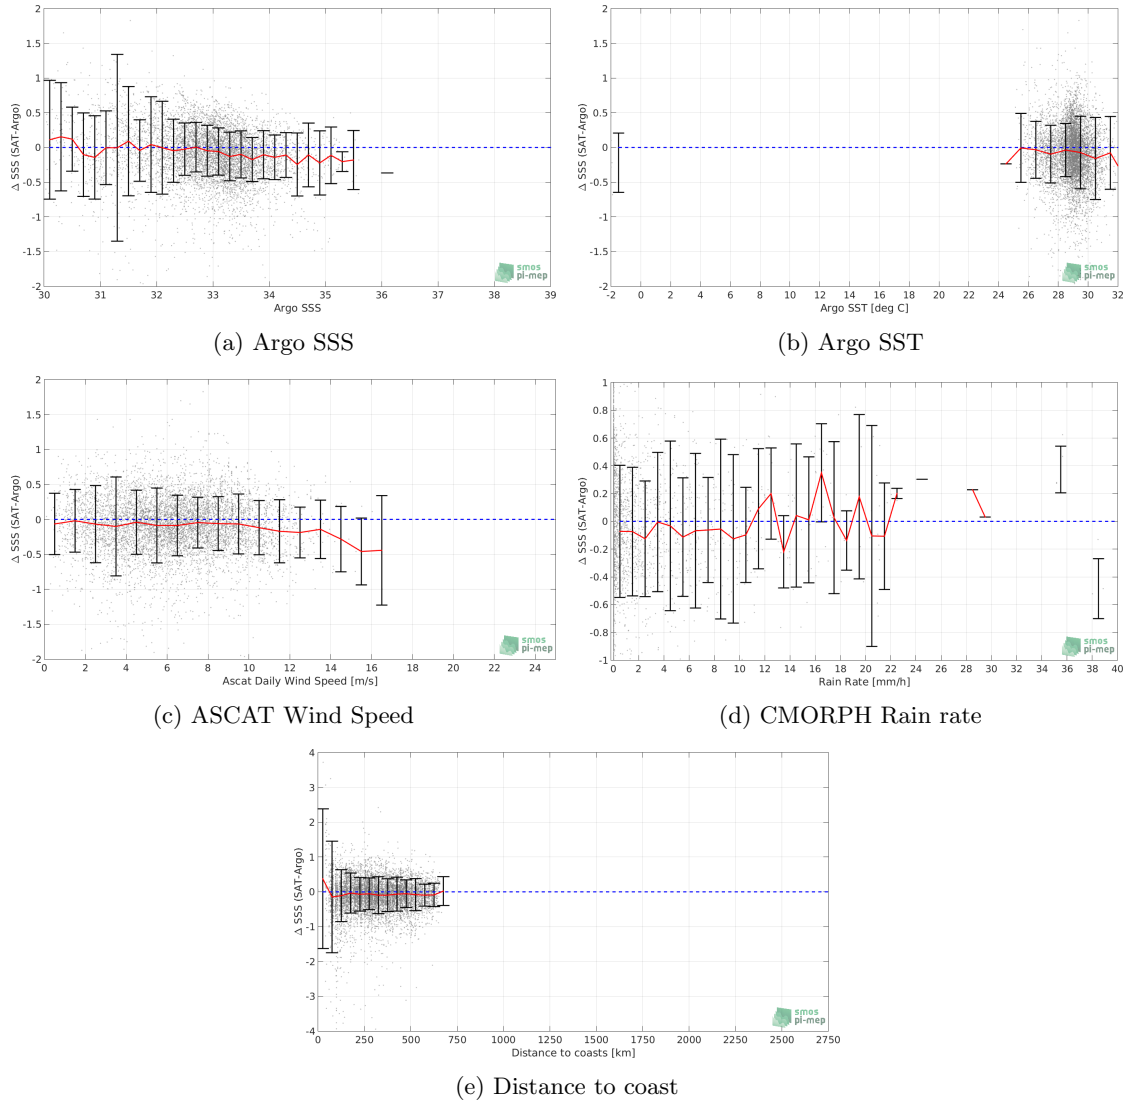 2
1.5
1
0.5
0
-0.5
-1
-1.5
-2
Δ SSS (SAT-Argo)
30 31 32 33 34 35 36 37 38 39
Argo SSS
smos
pi-mep
(a) Argo SSS
2
1.5
1
0.5
0
-0.5
-1
-1.5
-2
Δ SSS (SAT-Argo)
-2 0 2 4 6 8 10 12 14 16 18 20 22 24 26 28 30 32
Argo SST [deg C]
smos
pi-mep
(b) Argo SST
2
1.5
1
0.5
0
-0.5
-1
-1.5
-2
Δ SSS (SAT-Argo)
0 2 4 6 8 10 12 14 16 18 20 22 24
Ascat Daily Wind Speed [m/s]
smos
pi-mep
(c) ASCAT Wind Speed
1
0.8
0.6
0.4
0.2
0
-0.2
-0.4
-0.6
-0.8
-1
Δ SSS (SAT-Argo)
0 2 4 6 8 10 12 14 16 18 20 22 24 26 28 30 32 34 36 38 40
Rain Rate [mm/h]
smos
pi-mep
(d) CMORPH Rain rate
4
3
2
1
0
-1
-2
-3
-4
Δ SSS (SAT-Argo)
0 250 500 750 1000 1250 1500 1750 2000 2250 2500 2750
Distance to coasts [km]
smos
pi-mep
(e) Distance to coast